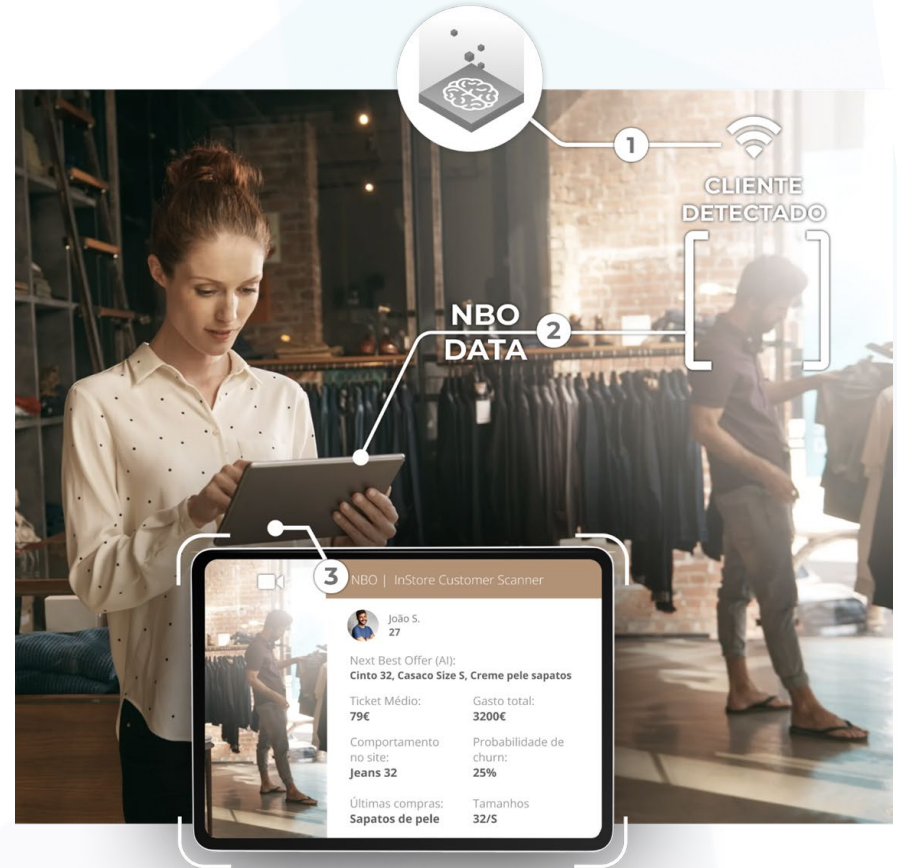 1
CLIENTE
DETECTADO
NBO
DATA
2
3
NBO | InStore Customer Scanner
João S.
27
Next Best Offer (AI):
Cinto 32, Casaco Size S, Creme pele sapatos
Ticket Médio:
79€
Gasto total:
3200€
Comportamento
no site:
Jeans 32
Probabilidade de
churn:
25%
Últimas compras:
Sapatos de pele
Tamanhos
32/S